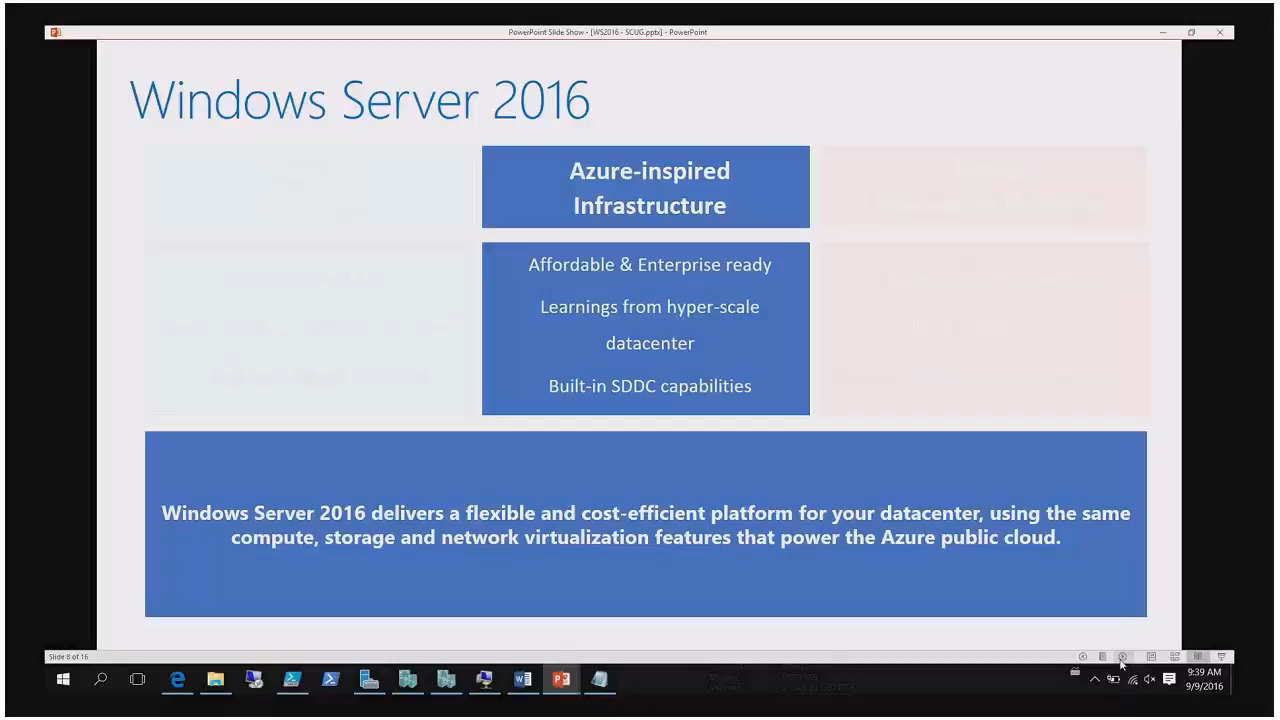 PowerPoint Slide Show - [WS2016 - SCUG.pptx] - PowerPoint
Windows Server 2016
Azure-inspired
Infrastructure
Affordable & Enterprise ready
Learnings from hyper-scale
datacenter
Built-in SDDC capabilities
Windows Server 2016 delivers a flexible and cost-efficient platform for your datacenter, using the same
compute, storage and network virtualization features that power the Azure public cloud.
Slide 8 of 16
9:39 AM
9/9/2016